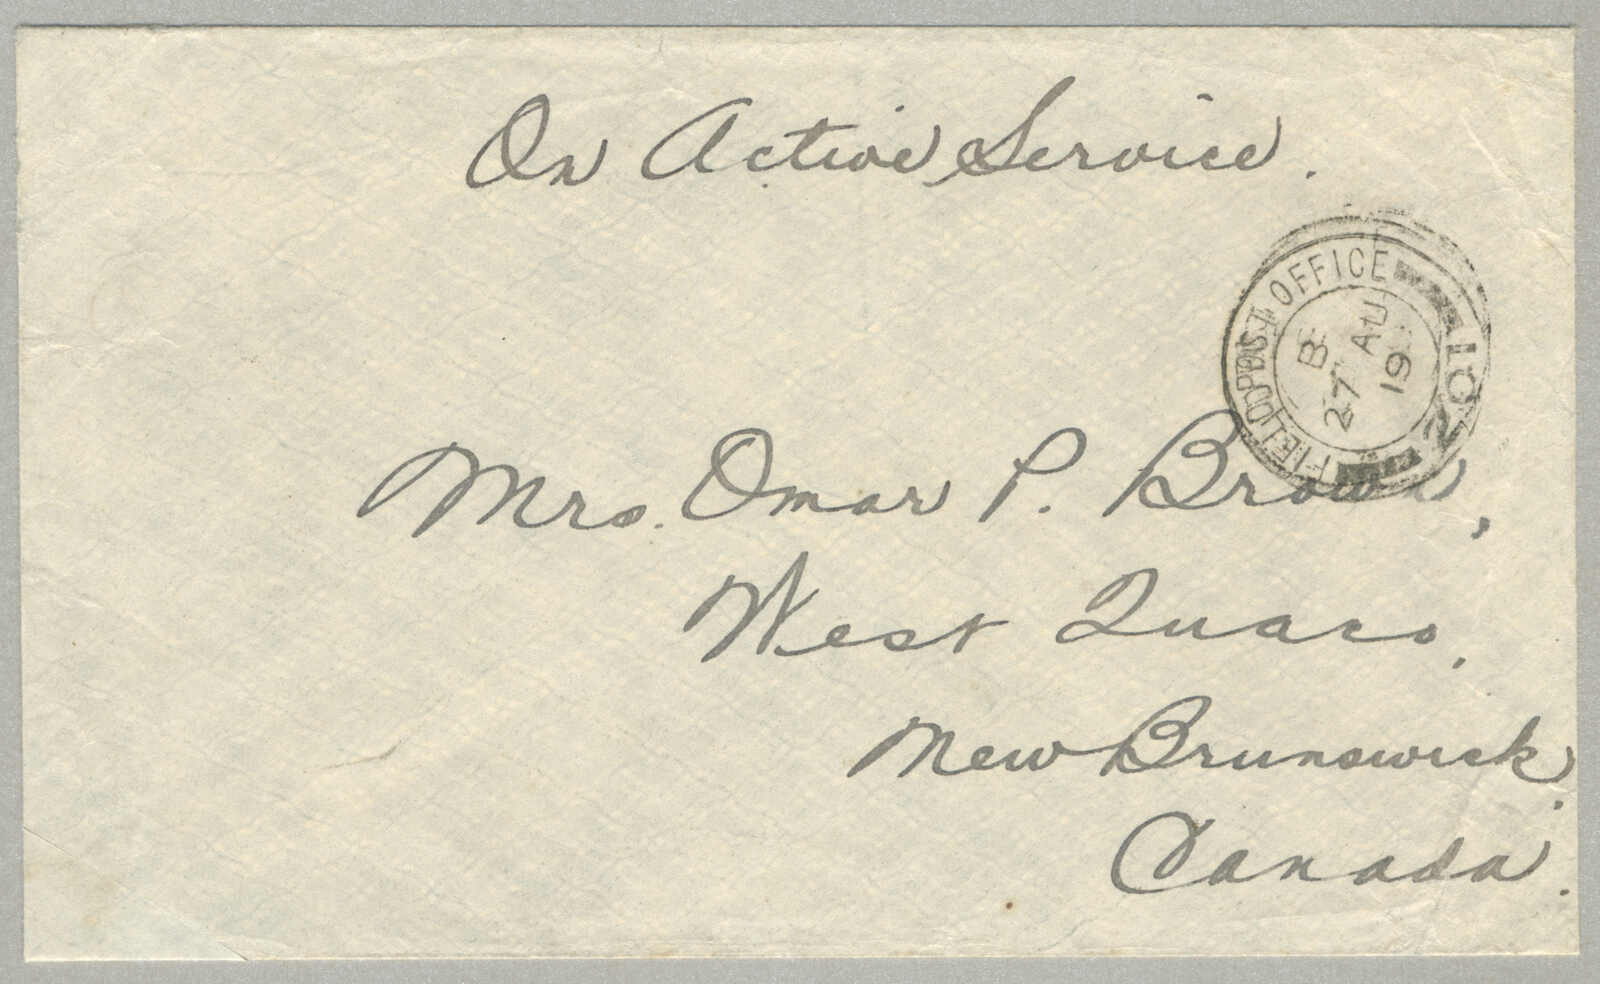 On Active Service.
FIELD POST OFFICE
B
27 AU
19
Mrs. Omar P. Brown,
West Quaco,
New Brunswick,
Canada.